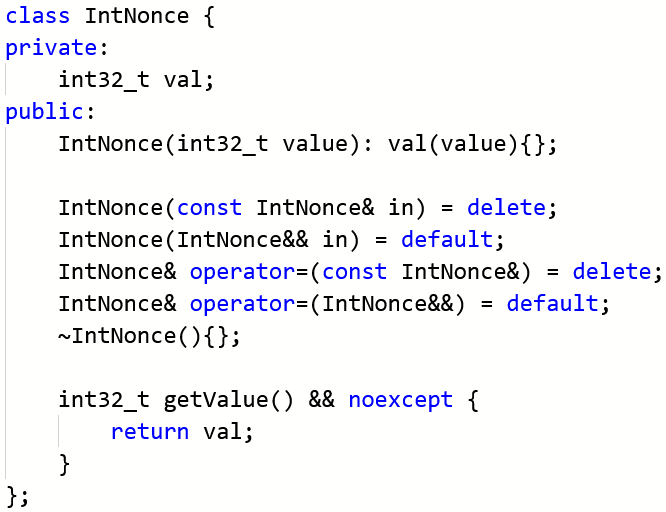 class IntNonce {
private:
    int32_t val;
public:
    IntNonce(int32_t value): val(value){};

    IntNonce(const IntNonce& in) = delete;
    IntNonce(IntNonce&& in) = default;
    IntNonce& operator=(const IntNonce&) = delete;
    IntNonce& operator=(IntNonce&&) = default;
    ~IntNonce(){};

    int32_t getValue() && noexcept {
        return val;
    }
};